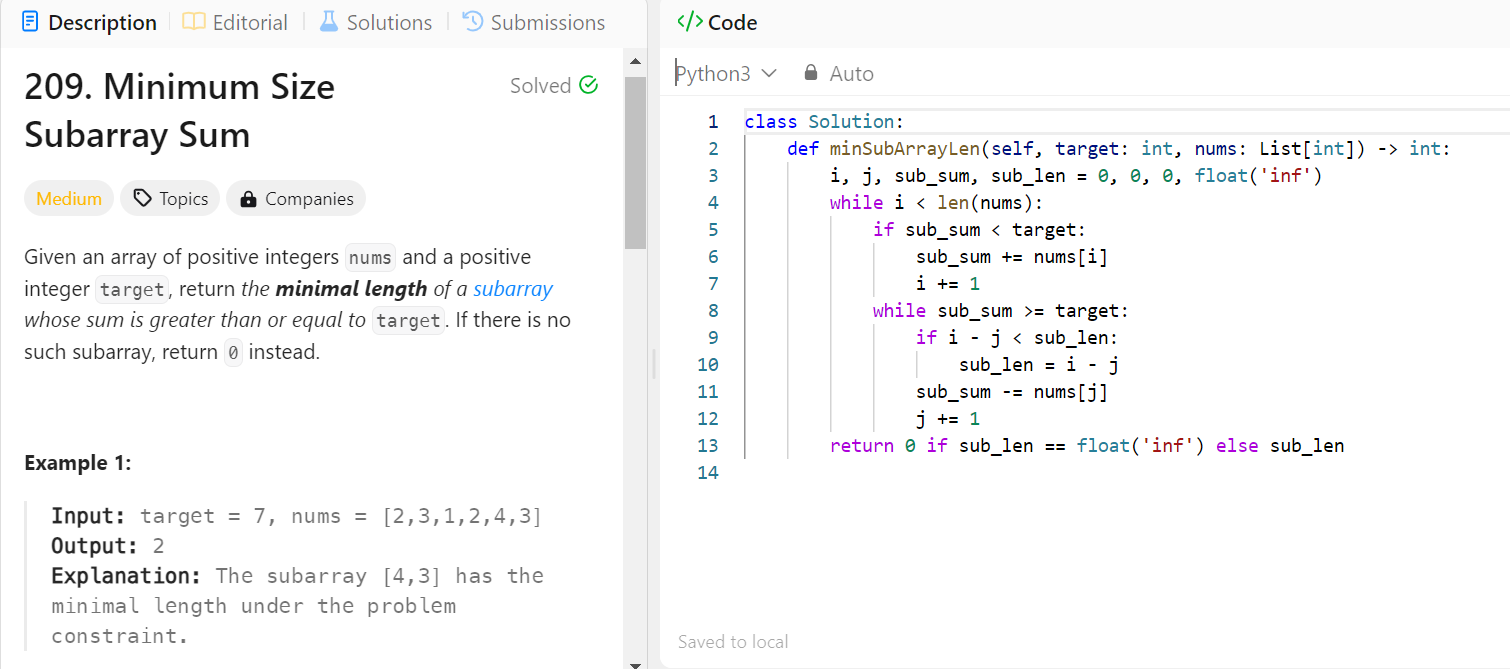 Description Editorial Solutions Submissions
209. Minimum Size
Subarray Sum
Solved
Medium Topics Companies
Given an array of positive integers nums and a positive
integer target, return the minimal length of a subarray
whose sum is greater than or equal to target. If there is no
such subarray, return 0 instead.
Example 1:
Input: target = 7, nums = [2,3,1,2,4,3]
Output: 2
Explanation: The subarray [4,3] has the
minimal length under the problem
constraint.
</> Code
Python3 Auto
1 class Solution:
2     def minSubArrayLen(self, target: int, nums: List[int]) -> int:
3         i, j, sub_sum, sub_len = 0, 0, 0, float('inf')
4         while i < len(nums):
5             if sub_sum < target:
6                 sub_sum += nums[i]
7                 i += 1
8             while sub_sum >= target:
9                 if i - j < sub_len:
10                     sub_len = i - j
11                 sub_sum -= nums[j]
12                 j += 1
13         return 0 if sub_len == float('inf') else sub_len
14
Saved to local